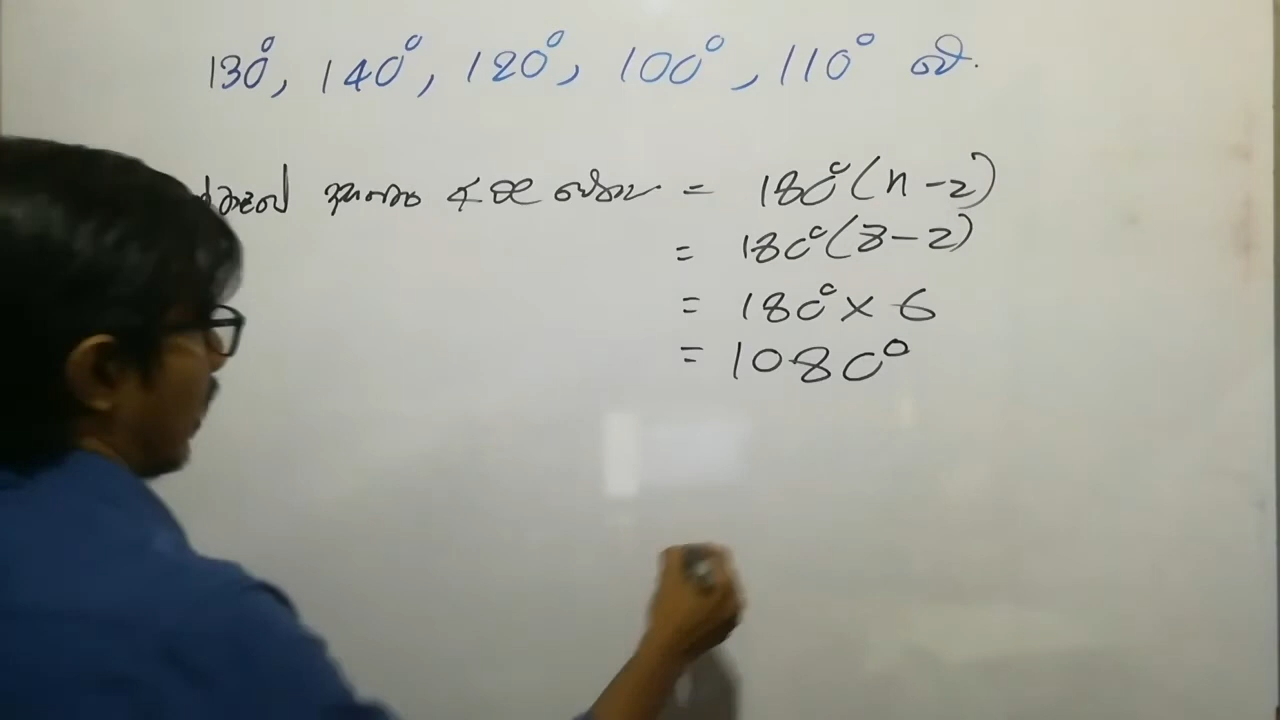 130°, 140°, 120°, 100°, 110° වේ.
= 180°(n-2)
= 180°(8-2)
= 180° × 6
= 1080°